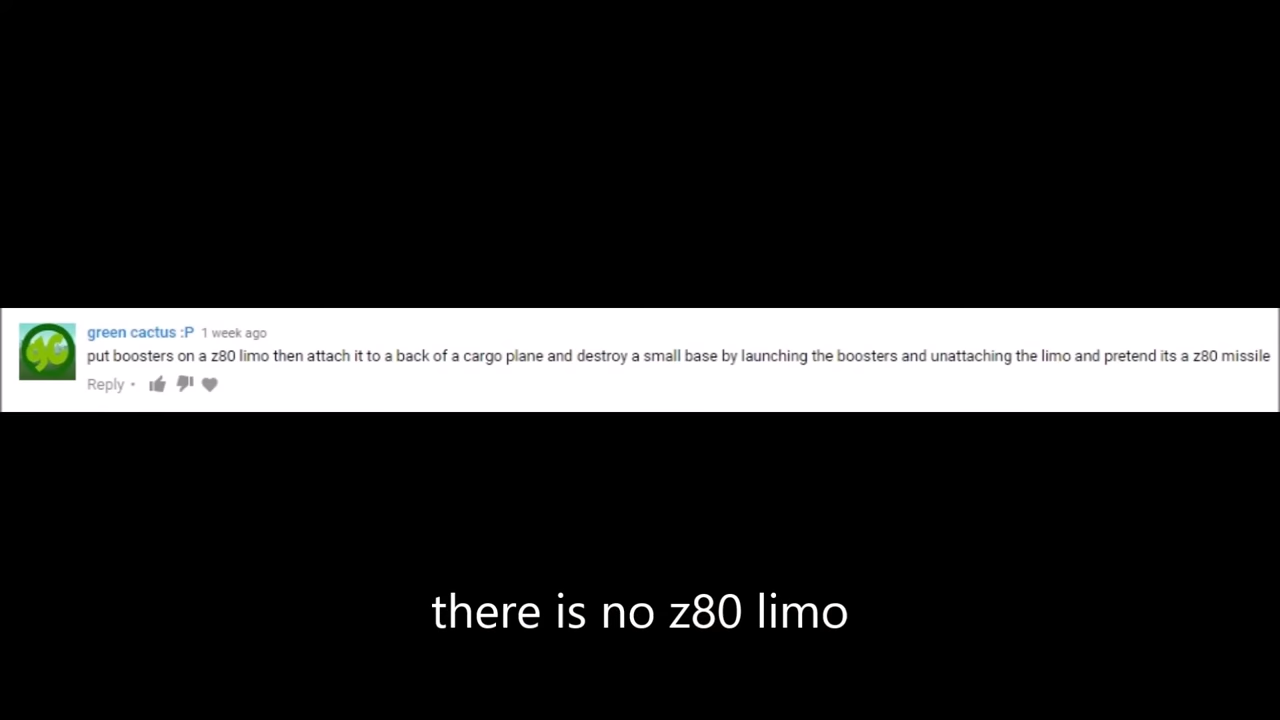 green cactus :P 1 week ago
put boosters on a z80 limo then attach it to a back of a cargo plane and destroy a small base by launching the boosters and unattaching the limo and pretend its a z80 missile
Reply •
there is no z80 limo